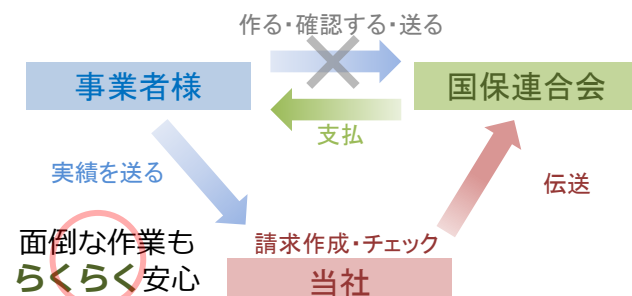 作る・確認する・送る
事業者様
国保連合会
支払
実績を送る
伝送
面倒な作業も
らくらく安心
請求作成・チェック
当社